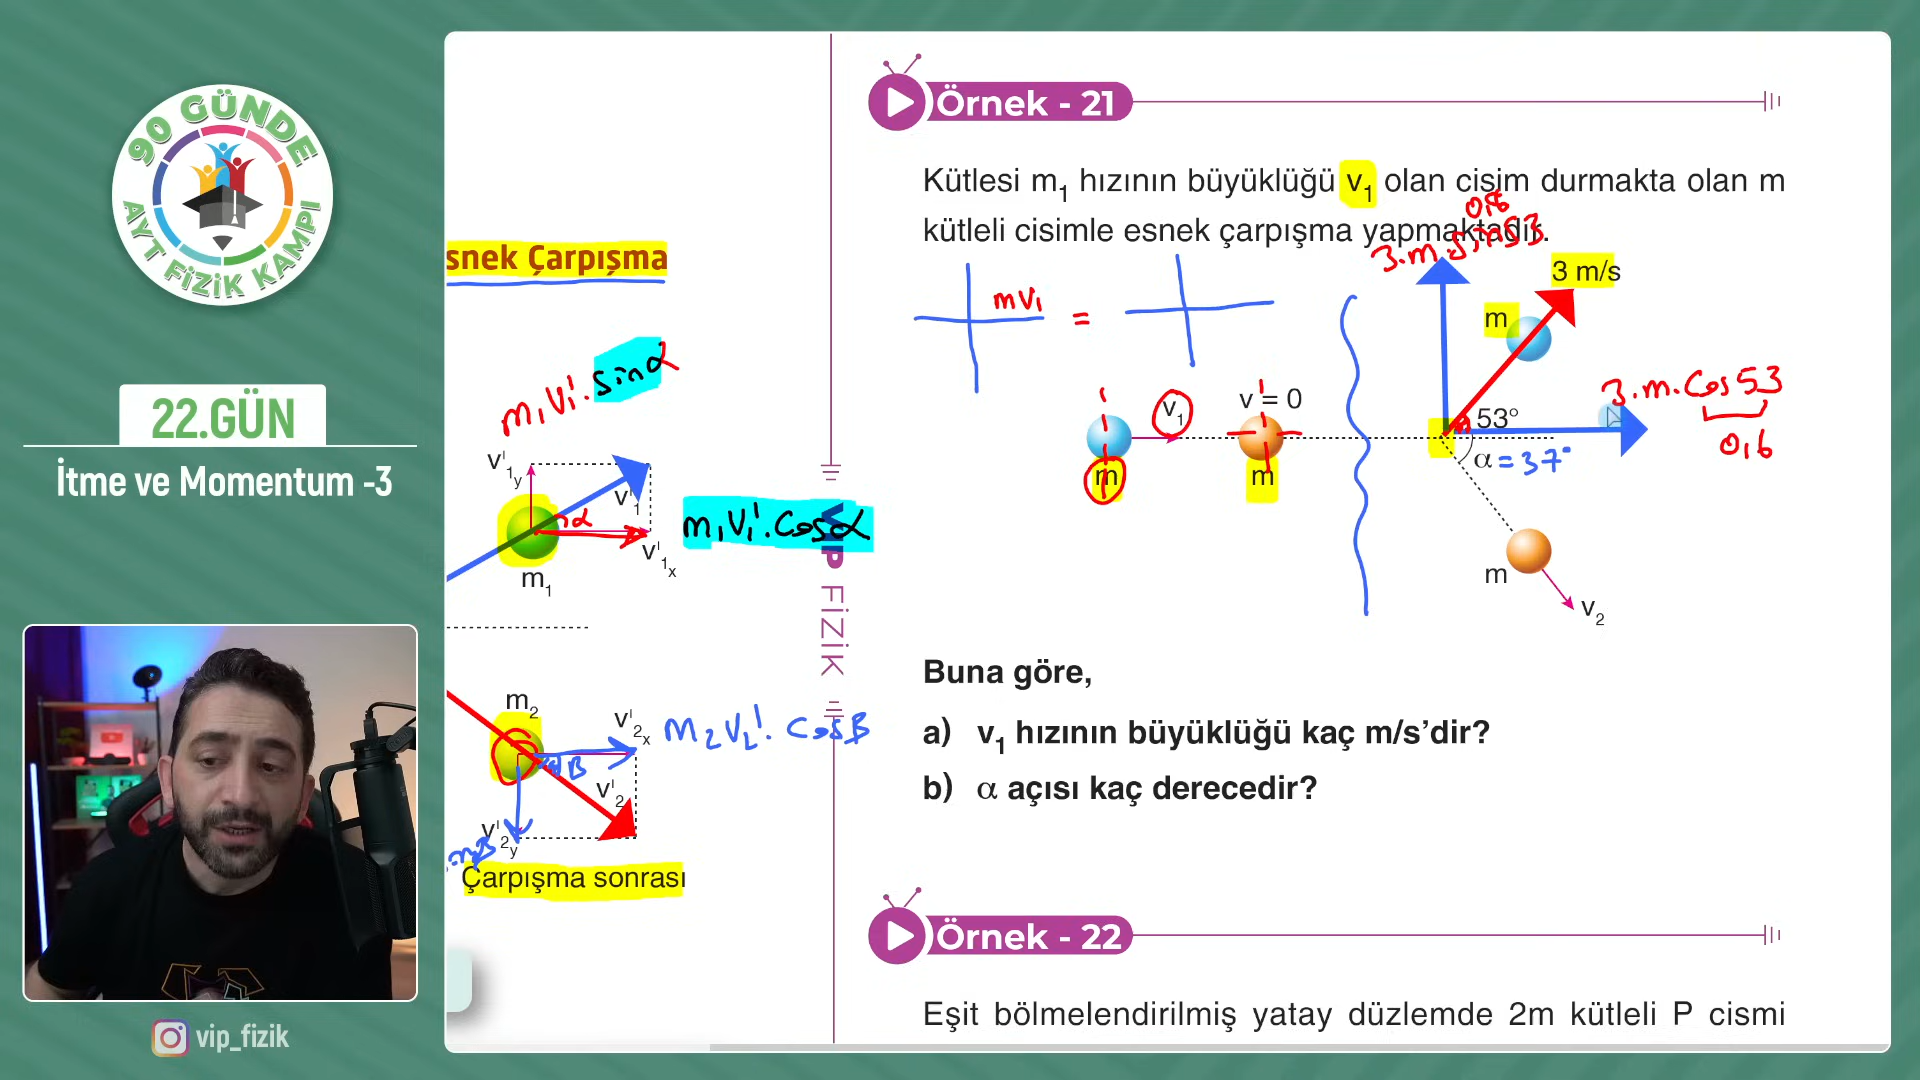 90 GÜNDE
AYT FİZİK KAMPI
22.GÜN
İtme ve Momentum -3
vip_fizik
snek Çarpışma
m₁V₁'.sinα
v'1y
v'1
α
m₁V₁'.Cosα
v'1x
m1
m2
v'2x
m₂V₂'.CosB
B
v'2
v'2y
Çarpışma sonrası
VIP FİZİK
Örnek - 21
Kütlesi m1 hızının büyüklüğü v1 olan cisim durmakta olan m
kütleli cisimle esnek çarpışma yapmaktadır.
0,8
3.m.Sin53
3 m/s
mV₁ =
m
3.m.Cos53
0,6
v1
v = 0
53°
α = 37°
m
m
m
v2
Buna göre,
a) v1 hızının büyüklüğü kaç m/s’dir?
b) α açısı kaç derecedir?
Örnek - 22
Eşit bölmelendirilmiş yatay düzlemde 2m kütleli P cismi